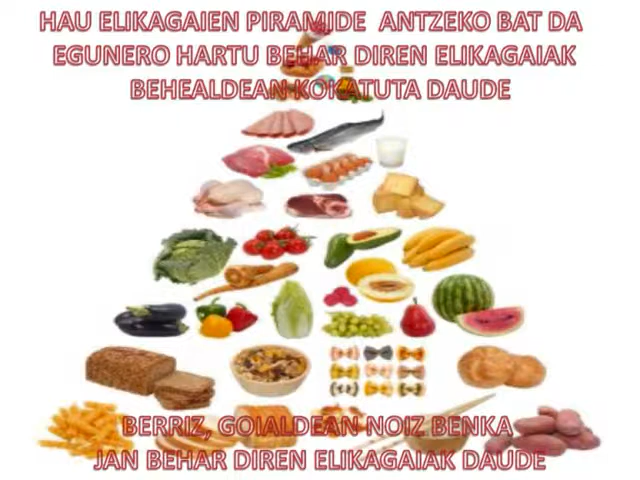 HAU ELIKAGAIEN PIRAMIDE ANTZEKO BAT DA
EGUNERO HARTU BEHAR DIREN ELIKAGAIAK
BEHEALDEAN KOKATUTA DAUDE
BERRIZ, GOIALDEAN NOIZ BENKA
JAN BEHAR DIREN ELIKAGAIAK DAUDE